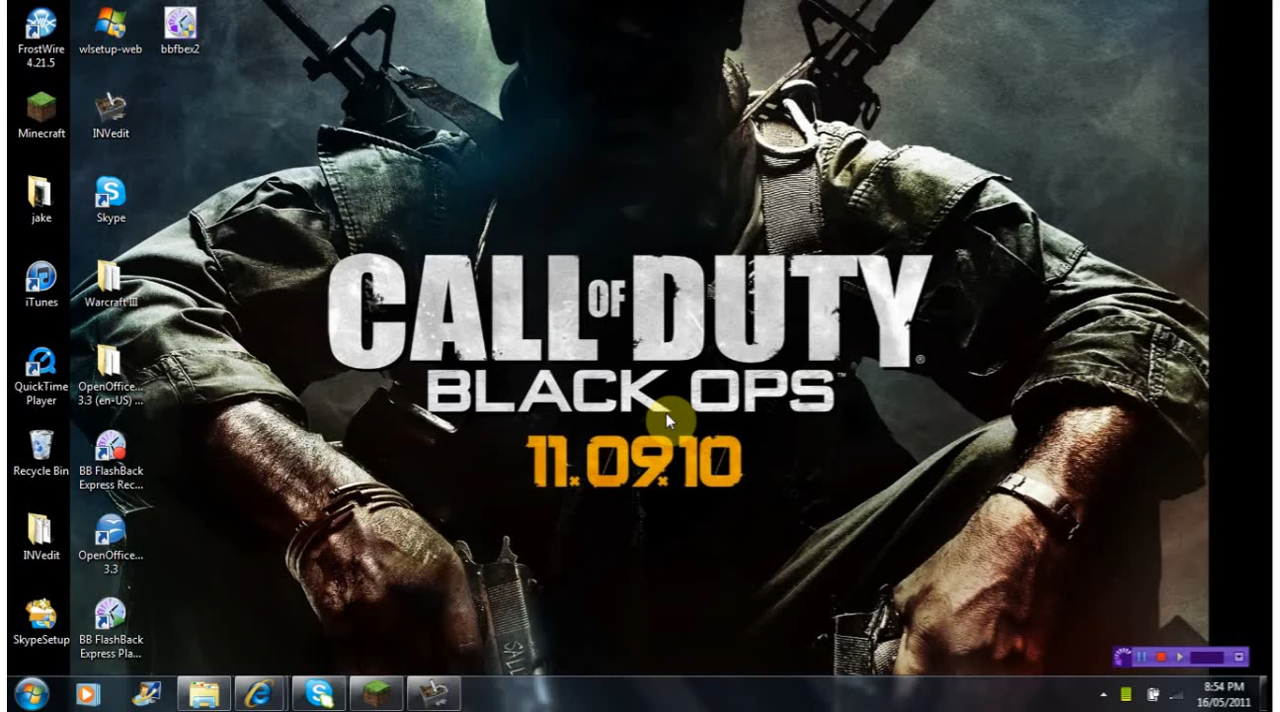 FrostWire
4.21.5
wlsetup-web
bbfbex2
Minecraft
INVedit
jake
Skype
iTunes
Warcraft III
QuickTime
Player
OpenOffice...
3.3 (en-US) ...
Recycle Bin
BB FlashBack
Express Rec...
INVedit
OpenOffice...
3.3
SkypeSetup
BB FlashBack
Express Pla...
CALL OF DUTY®
BLACK OPS™
11.09.10
8:54 PM
16/05/2011